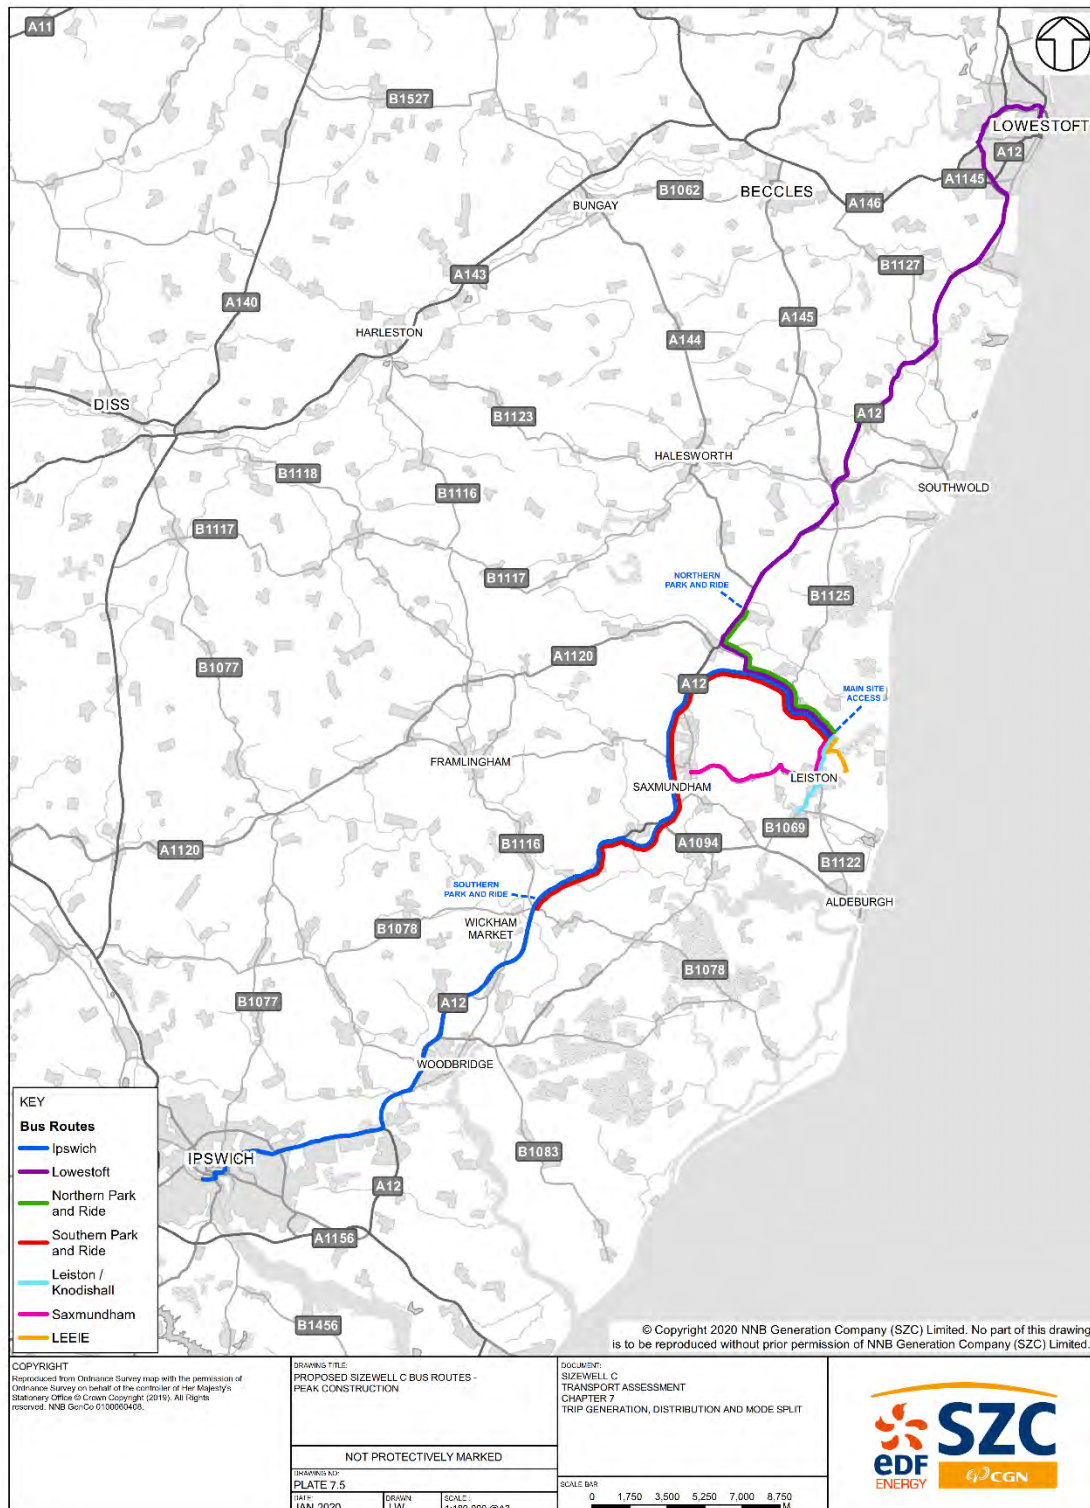 A11
B1527
LOWESTOFT
A12
A1145
B1062
BECCLES
A146
BUNGAY
B1127
A143
A140
A145
HARLESTON
A144
DISS
B1123
A12
HALESWORTH
B1118
SOUTHWOLD
B1116
B1117
B1117
NORTHERN
PARK AND RIDE
B1125
A1120
B1077
A12
MAIN SITE
ACCESS
FRAMLINGHAM
LEISTON
SAXMUNDHAM
B1069
A1120
B1116
A1094
B1122
SOUTHERN
PARK AND RIDE
ALDEBURGH
WICKHAM
MARKET
B1078
B1078
B1077
A12
WOODBRIDGE
IPSWICH
B1083
A12
A1156
B1456
KEY
Bus Routes
Ipswich
Lowestoft
Northern Park
and Ride
Southern Park
and Ride
Leiston /
Knodishall
Saxmundham
LEEIE
© Copyright 2020 NNB Generation Company (SZC) Limited. No part of this drawing
is to be reproduced without prior permission of NNB Generation Company (SZC) Limited.
COPYRIGHT
Reproduced from Ordnance Survey map with the permission of
Ordnance Survey on behalf of the controller of Her Majesty's
Stationery Office © Crown Copyright (2019). All Rights
reserved. NNB GenCo 0100060408.
DRAWING TITLE:
PROPOSED SIZEWELL C BUS ROUTES -
PEAK CONSTRUCTION
NOT PROTECTIVELY MARKED
DRAWING NO:
PLATE 7.5
DATE:
JAN 2020
DRAWN:
SCALE :
DOCUMENT:
SIZEWELL C
TRANSPORT ASSESSMENT
CHAPTER 7
TRIP GENERATION, DISTRIBUTION AND MODE SPLIT
SCALE BAR
0 1,750 3,500 5,250 7,000 8,750
M
eDF
ENERGY
SZC
CGN